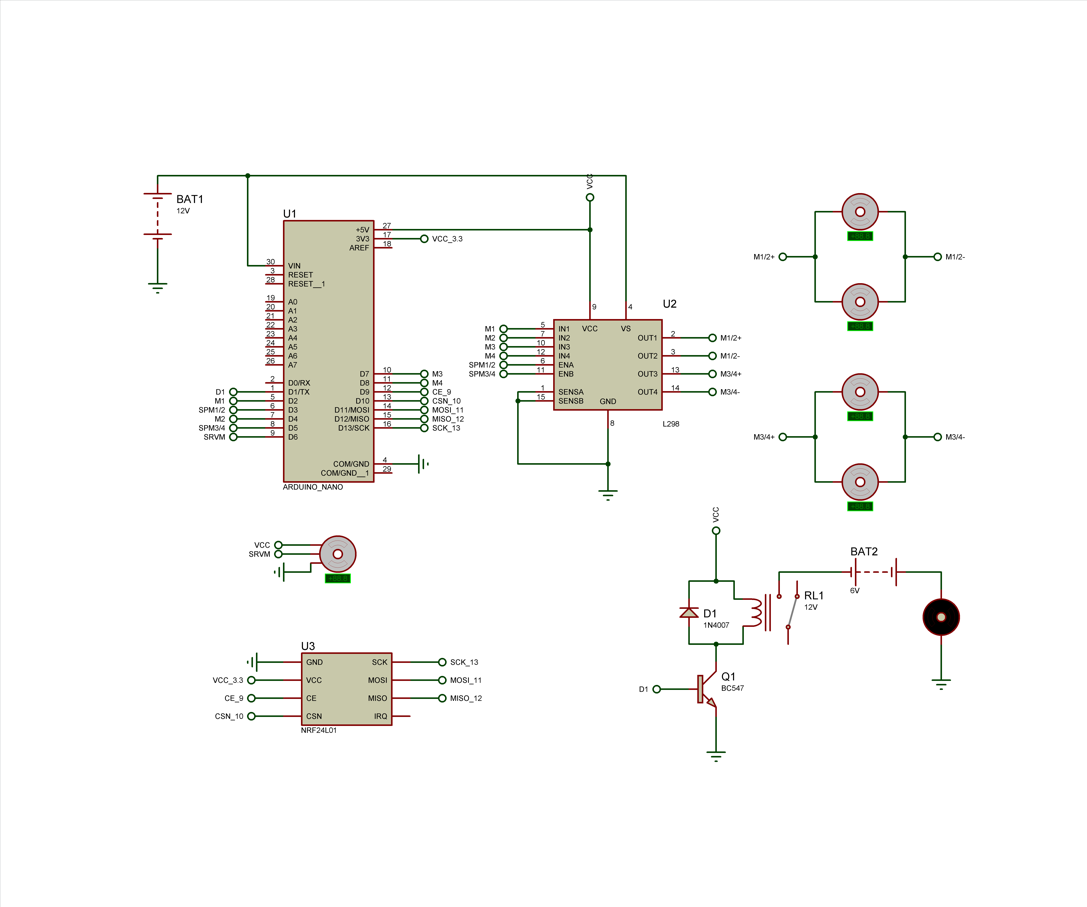 BAT1
12V
U1
ARDUINO_NANO
30 VIN
3 RESET
28 RESET__1
19 A0
20 A1
21 A2
22 A3
23 A4
24 A5
25 A6
26 A7
2 D0/RX
D1 1 D1/TX
M1 5 D2
SPM1/2 6 D3
M2 7 D4
SPM3/4 8 D5
SRVM 9 D6
+5V 27
3V3 17 VCC_3.3
AREF 18
D7 10 M3
D8 11 M4
D9 12 CE_9
D10 13 CSN_10
D11/MOSI 14 MOSI_11
D12/MISO 15 MISO_12
D13/SCK 16 SCK_13
COM/GND 4
COM/GND__1 29
VCC
U2
9 4
VCC VS
M1 5 IN1
M2 7 IN2
M3 10 IN3
M4 12 IN4
SPM1/2 6 ENA
SPM3/4 11 ENB
1 SENSA
15 SENSB
GND
8
OUT1 2 M1/2+
OUT2 3 M1/2-
OUT3 13 M3/4+
OUT4 14 M3/4-
L298
M1/2+ M1/2-
M3/4+ M3/4-
VCC
SRVM
U3
GND SCK SCK_13
VCC_3.3 VCC MOSI MOSI_11
CE_9 CE MISO MISO_12
CSN_10 CSN IRQ
NRF24L01
VCC
D1
1N4007
RL1
12V
BAT2
6V
D1
Q1
BC547